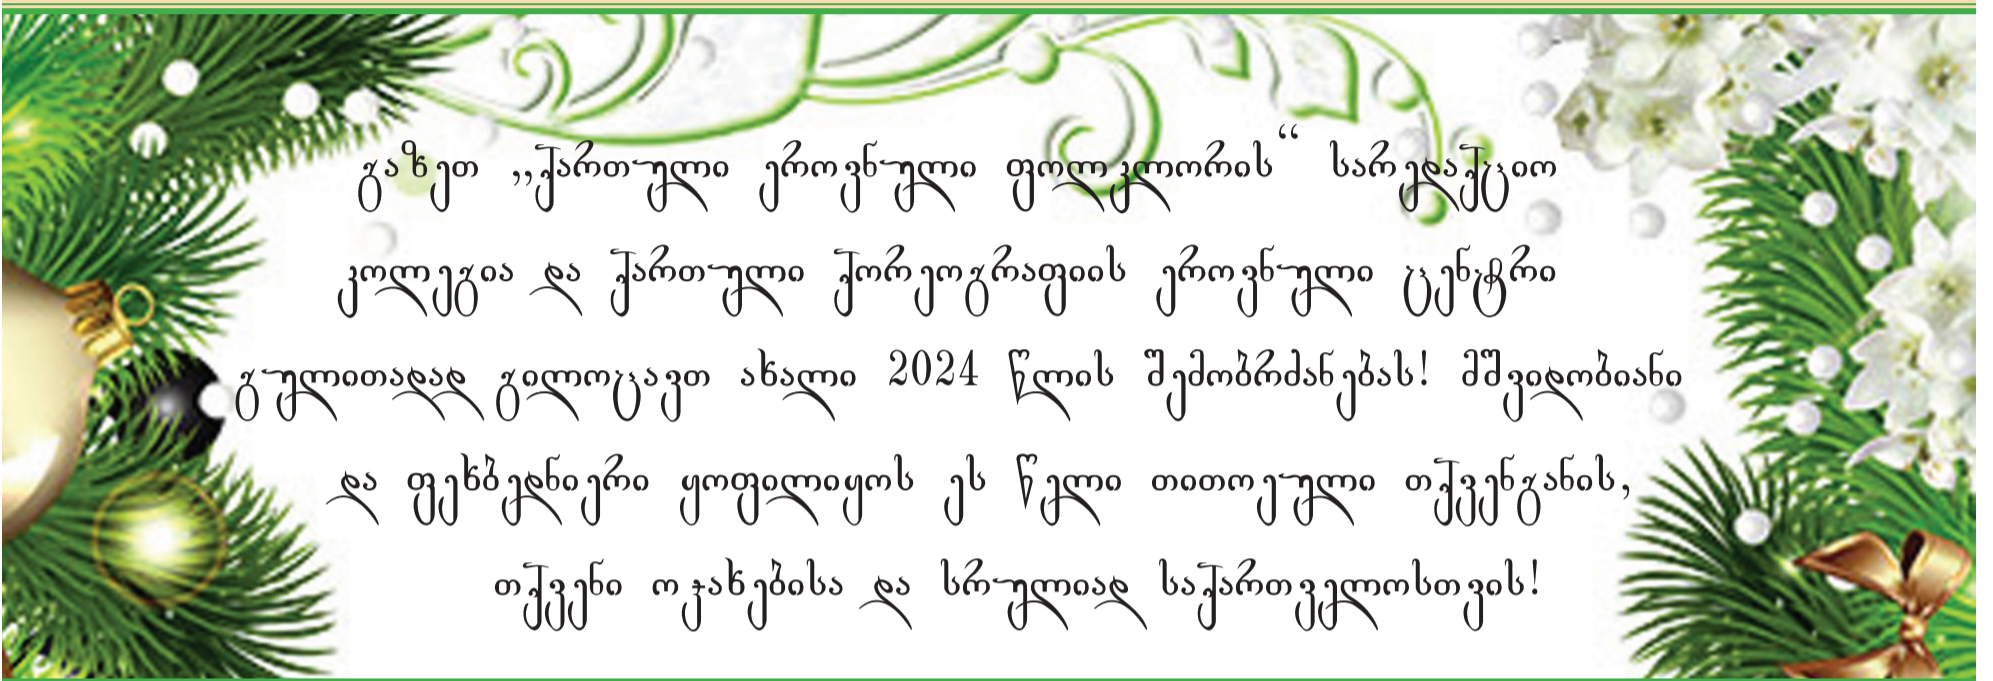 გაზეთ ,,ქართული ეროვნული ფოლკლორის“ სარედაქციო
კოლეგია და ქართული ქორეოგრაფიის ეროვნული ცენტრი
გულითადად გილოცავთ ახალი 2024 წლის შემობრძანებას! მშვიდობიანი
და ფეხბედნიერი ყოფილიყოს ეს წელი თითოეული თქვენგანის,
თქვენი ოჯახებისა და სრულიად საქართველოსთვის!